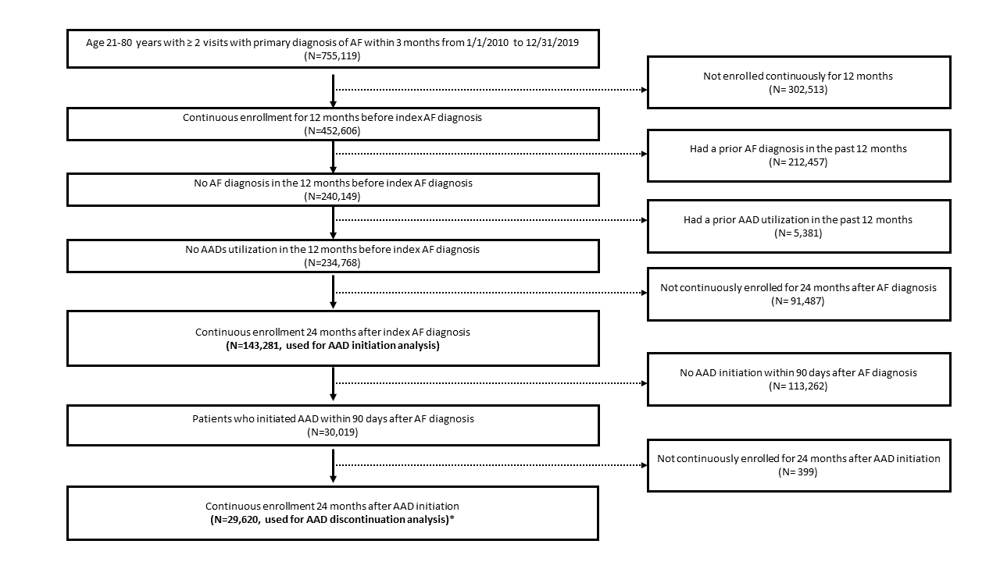 Age 21-80 years with ≥ 2 visits with primary diagnosis of AF within 3 months from 1/1/2010 to 12/31/2019
(N=755,119)
Not enrolled continuously for 12 months
(N= 302,513)
Continuous enrollment for 12 months before index AF diagnosis
(N=452,606)
Had a prior AF diagnosis in the past 12 months
(N= 212,457)
No AF diagnosis in the 12 months before index AF diagnosis
(N=240,149)
Had a prior AAD utilization in the past 12 months
(N= 5,381)
No AADs utilization in the 12 months before index AF diagnosis
(N=234,768)
Not continuously enrolled for 24 months after AF diagnosis
(N= 91,487)
Continuous enrollment 24 months after index AF diagnosis
(N=143,281, used for AAD initiation analysis)
No AAD initiation within 90 days after AF diagnosis
(N= 113,262)
Patients who initiated AAD within 90 days after AF diagnosis
(N=30,019)
Not continuously enrolled for 24 months after AAD initiation
(N= 399)
Continuous enrollment 24 months after AAD initiation
(N=29,620, used for AAD discontinuation analysis)*